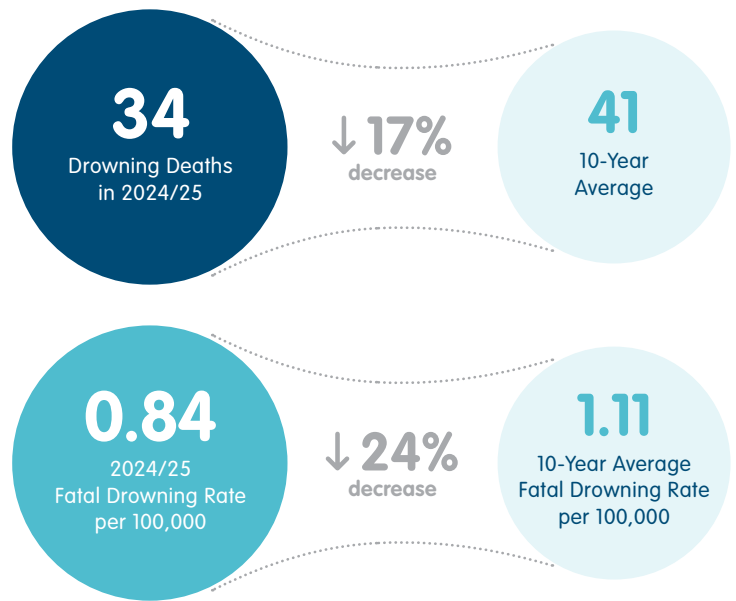 34
Drowning Deaths
in 2024/25
↓ 17%
decrease
41
10-Year
Average
0.84
2024/25
Fatal Drowning Rate
per 100,000
↓ 24%
decrease
1.11
10-Year Average
Fatal Drowning Rate
per 100,000